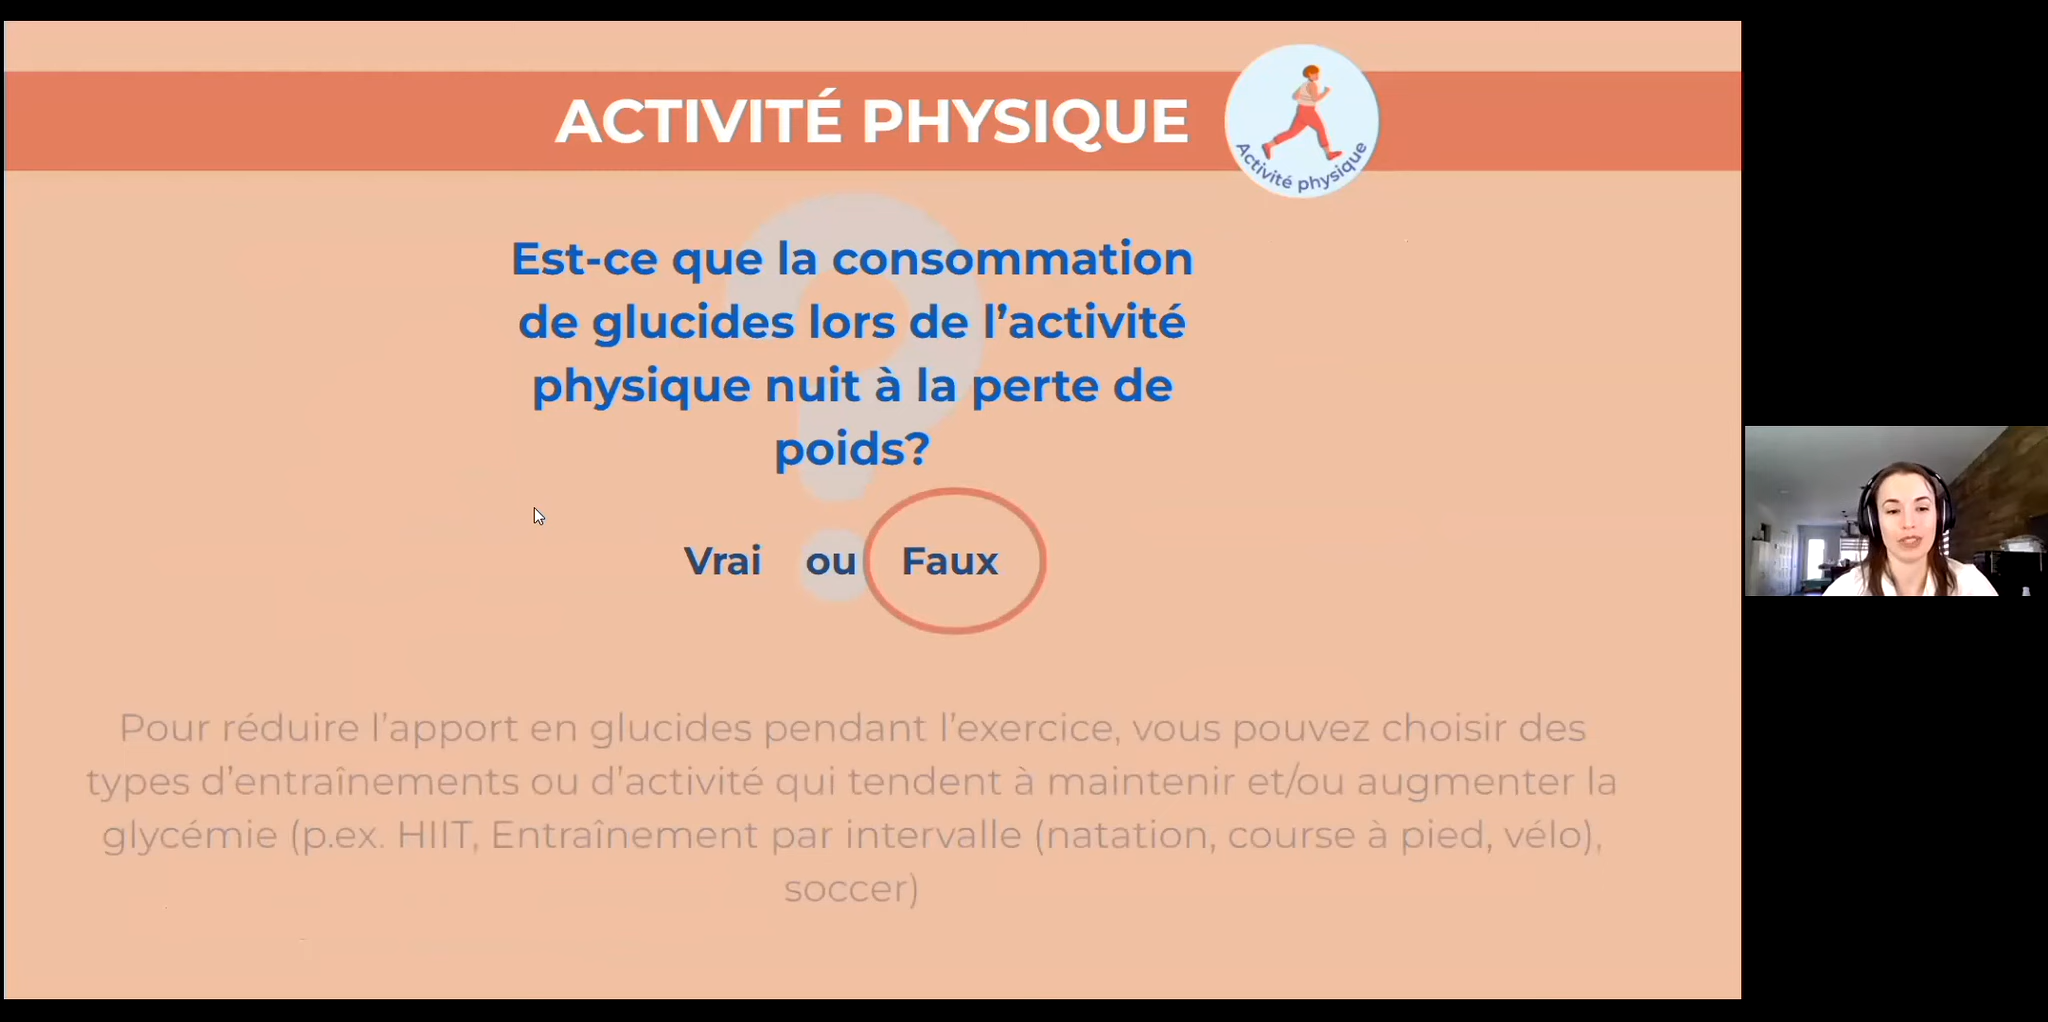 ACTIVITÉ PHYSIQUE
Activité physique
Est-ce que la consommation
de glucides lors de l’activité
physique nuit à la perte de
poids?
Vrai ou Faux
Pour réduire l’apport en glucides pendant l’exercice, vous pouvez choisir des
types d’entraînements ou d’activité qui tendent à maintenir et/ou augmenter la
glycémie (p.ex. HIIT, Entraînement par intervalle (natation, course à pied, vélo),
soccer)